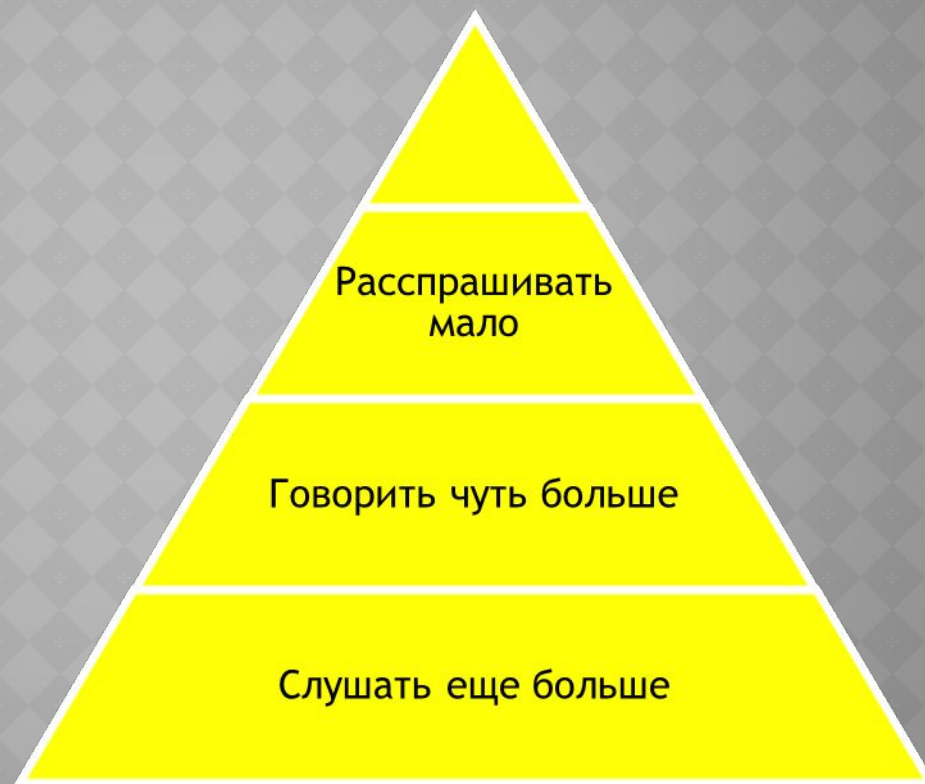 Расспрашивать
мало
Говорить чуть больше
Слушать еще больше